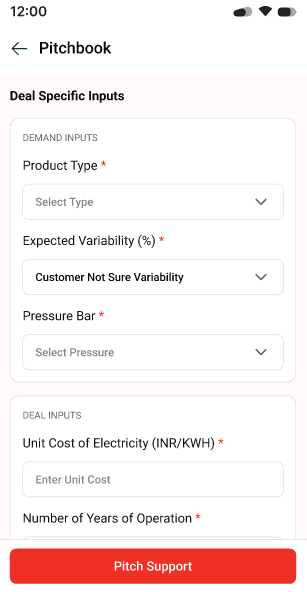 12:00
Pitchbook
Deal Specific Inputs
DEMAND INPUTS
Product Type *
Select Type
Expected Variability (%) *
Customer Not Sure Variability
Pressure Bar *
Select Pressure
DEAL INPUTS
Unit Cost of Electricity (INR/KWH) *
Enter Unit Cost
Number of Years of Operation *
Pitch Support